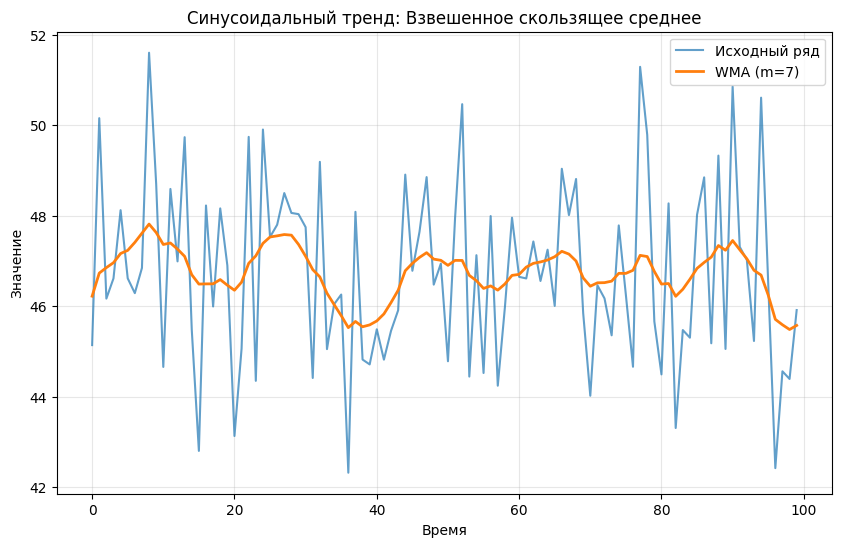 Синусоидальный тренд: Взвешенное скользящее среднее
Исходный ряд
WMA (m=7)
Значение
52
50
48
46
44
42
0
20
40
60
80
100
Время